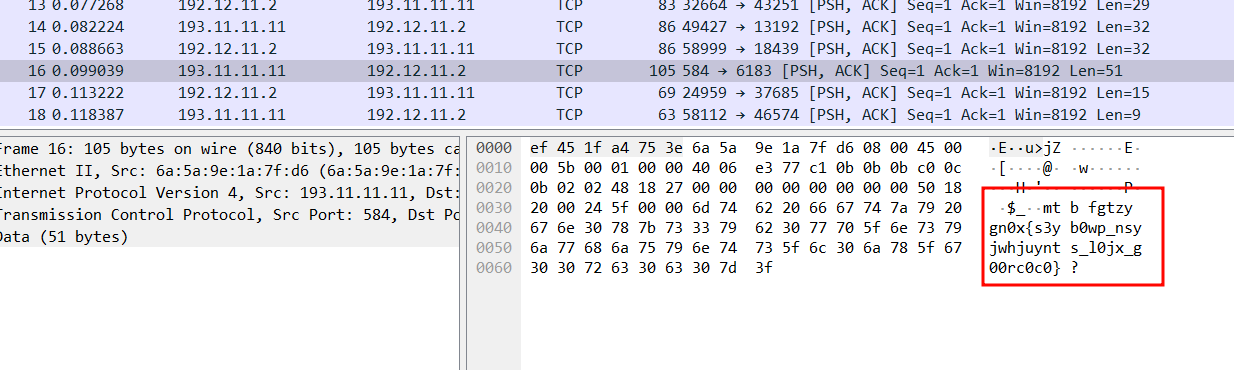 13 0.077268 192.12.11.2 193.11.11.11 TCP 83 32664 → 43251 [PSH, ACK] Seq=1 Ack=1 Win=8192 Len=29
14 0.082224 193.11.11.11 192.12.11.2 TCP 86 49427 → 13192 [PSH, ACK] Seq=1 Ack=1 Win=8192 Len=32
15 0.088663 192.12.11.2 193.11.11.11 TCP 86 58999 → 18439 [PSH, ACK] Seq=1 Ack=1 Win=8192 Len=32
16 0.099039 193.11.11.11 192.12.11.2 TCP 105 584 → 6183 [PSH, ACK] Seq=1 Ack=1 Win=8192 Len=51
17 0.113222 192.12.11.2 193.11.11.11 TCP 69 24959 → 37685 [PSH, ACK] Seq=1 Ack=1 Win=8192 Len=15
18 0.118387 192.12.11.2 193.11.11.11 TCP 63 58112 → 46574 [PSH, ACK] Seq=1 Ack=1 Win=8192 Len=9
Frame 16: 105 bytes on wire (840 bits), 105 bytes ca
Ethernet II, Src: 6a:5a:9e:1a:7f:d6 (6a:5a:9e:1a:7f:
Internet Protocol Version 4, Src: 193.11.11.11, Dst:
Transmission Control Protocol, Src Port: 584, Dst Po
Data (51 bytes)
0000 ef 45 1f a4 75 3e 6a 5a 9e 1a 7f d6 08 00 45 00 ·E··u>jZ ······E·
0010 00 5b 00 01 00 00 40 06 e3 77 c1 0b 0b 0b c0 0c ·[····@· ·w······
0020 0b 02 02 48 18 27 00 00 00 00 00 00 00 00 50 18 ···H·'·· ······P·
0030 20 00 24 5f 00 00 6d 74 62 20 66 67 74 7a 79 20 ·$_··mt b fgtzy
0040 67 6e 30 78 7b 73 33 79 62 30 77 70 5f 6e 73 79 gn0x{s3y b0wp_nsy
0050 6a 77 68 6a 75 79 6e 74 73 5f 6c 30 6a 78 5f 67 jwhjuynt s_l0jx_g
0060 30 30 72 63 30 63 30 7d 3f 00rc0c0} ?